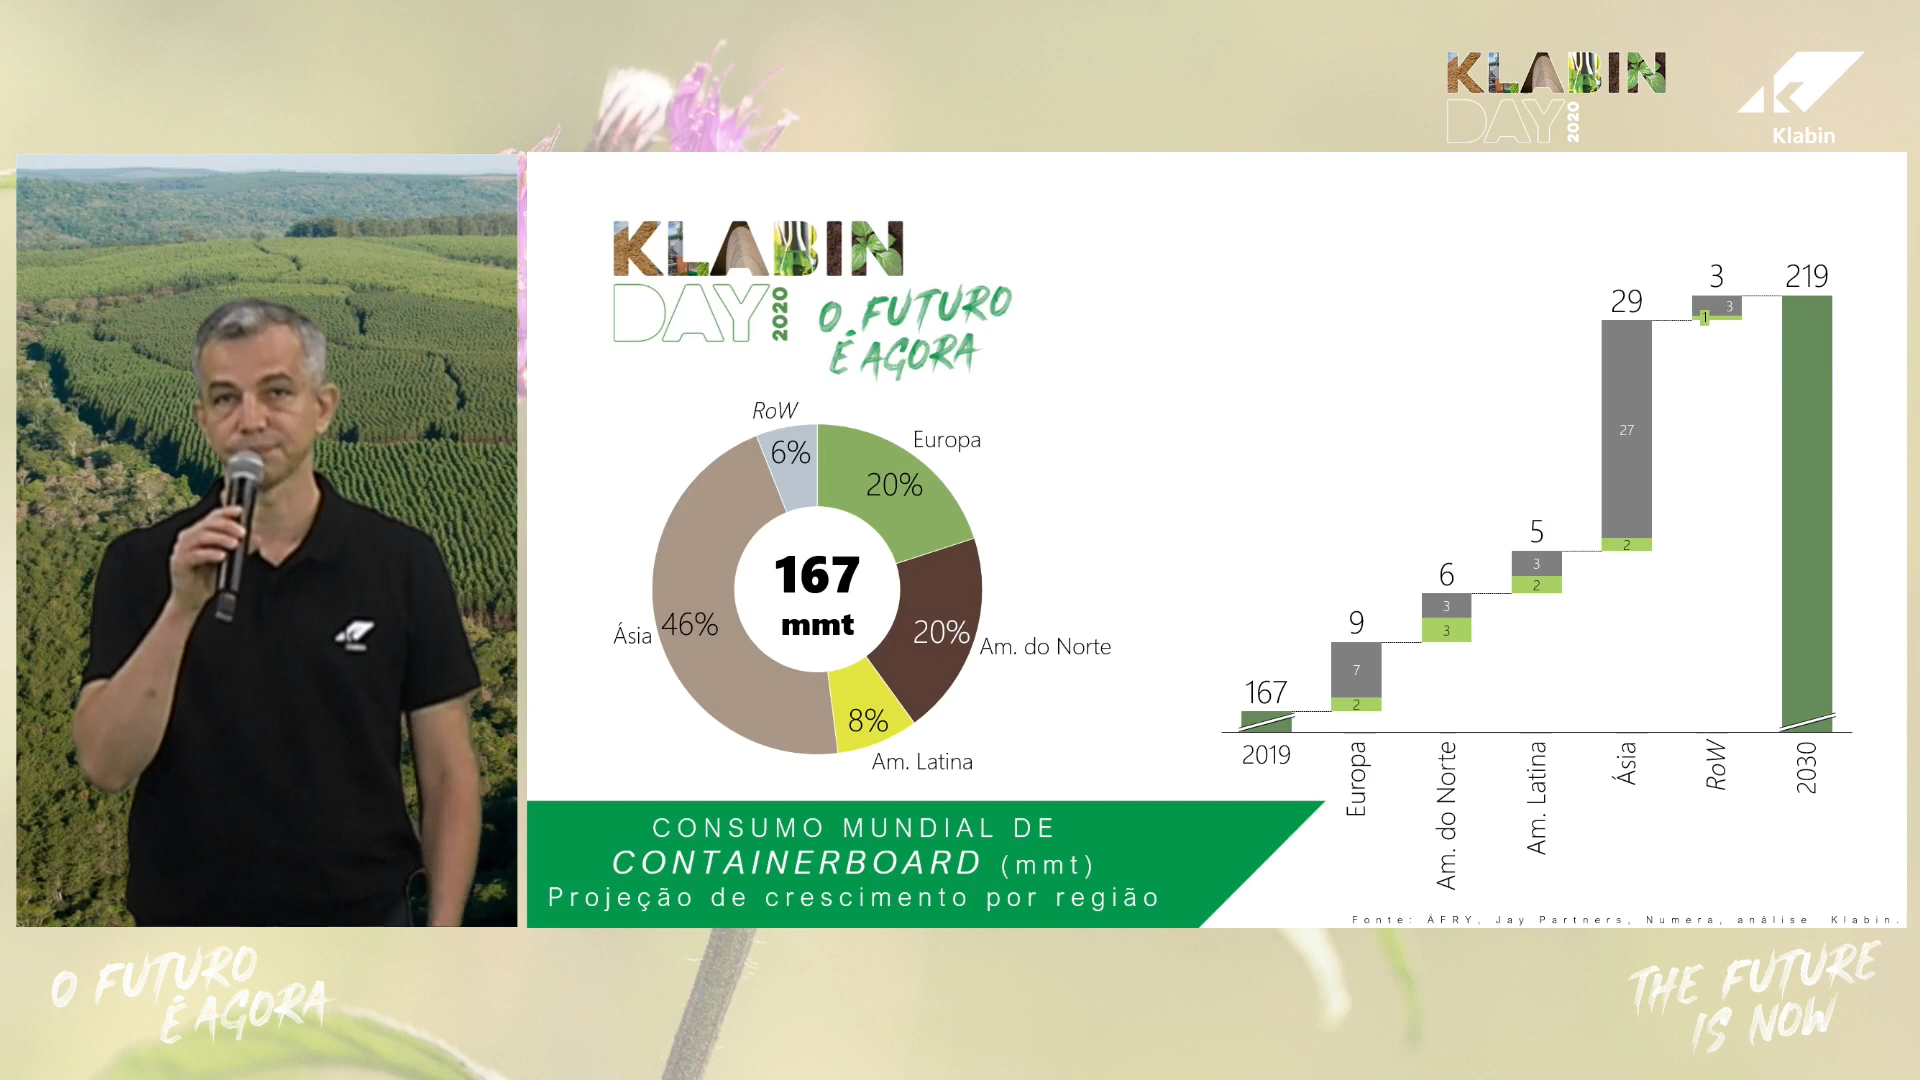 KLABIN
DAY 2020
Klabin
KLABIN
DAY 2020
O FUTURO
É AGORA
RoW
6%
Europa
20%
167
mmt
Ásia
46%
20%
Am. do Norte
8%
Am. Latina
167
9
7
2
6
3
3
5
3
2
29
27
2
3
3
1
219
2019
Europa
Am. do Norte
Am. Latina
Ásia
RoW
2030
CONSUMO MUNDIAL DE
CONTAINERBOARD (mmt)
Projeção de crescimento por região
Fonte: ÁFRY, Jay Partners, Numera, análise Klabin.
O FUTURO
É AGORA
THE FUTURE
IS NOW